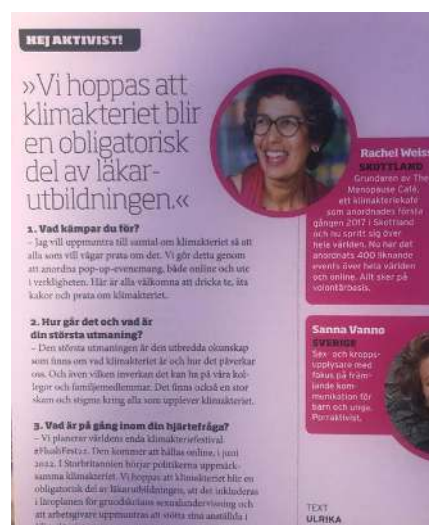 HEJ AKTIVIST!
»Vi hoppas att
klimakteriet blir
en obligatorisk
del av läkar-
utbildningen.«
1. Vad kämpar du för?
– Jag vill uppmuntra till samtal om klimakteriet så att
alla som vill vågar prata om det. Vi gör detta genom
att anordna pop-up-evenemang, både online och ute
i verkligheten. Här är alla välkomna att dricka te, äta
kakor och prata om klimakteriet.
2. Hur går det och vad är
din största utmaning?
– Den största utmaningen är den utbredda okunskap
som finns om vad klimakteriet är och hur det påverkar
oss. Och även vilken inverkan det kan ha på våra kol-
legor och familjemedlemmar. Det finns också en stor
skam och stigma kring alla som upplever klimakteriet.
3. Vad är på gång inom din hjärtefråga?
– Vi planerar världens enda klimakteriefestival
#FlushFest22. Den kommer att hållas online, i juni
2022. I Storbritannien börjar politikerna uppmärk-
samma klimakteriet. Vi hoppas att klimakteriet blir en
obligatorisk del av läkarutbildningen, att det inkluderas
i läroplanen för grundskolans sexualundervisning och
att arbetsgivare uppmuntras att stötta sina anställda i
Rachel Weiss
SKOTTLAND
Grundaren av The
Menopause Café,
ett klimakteriekafé
som anordnades första
gången 2017 i Skottland
och nu spritt sig över
hela världen. Nu har det
anordnats 400 liknande
events över hela världen
och online. Allt sker på
volontärbasis.
Sanna Vanno
SVERIGE
Sex- och kropps-
upplysare med
fokus på främ-
jande kom-
munikation för
barn och unga.
Porraktivist.
TEXT
ULRIKA